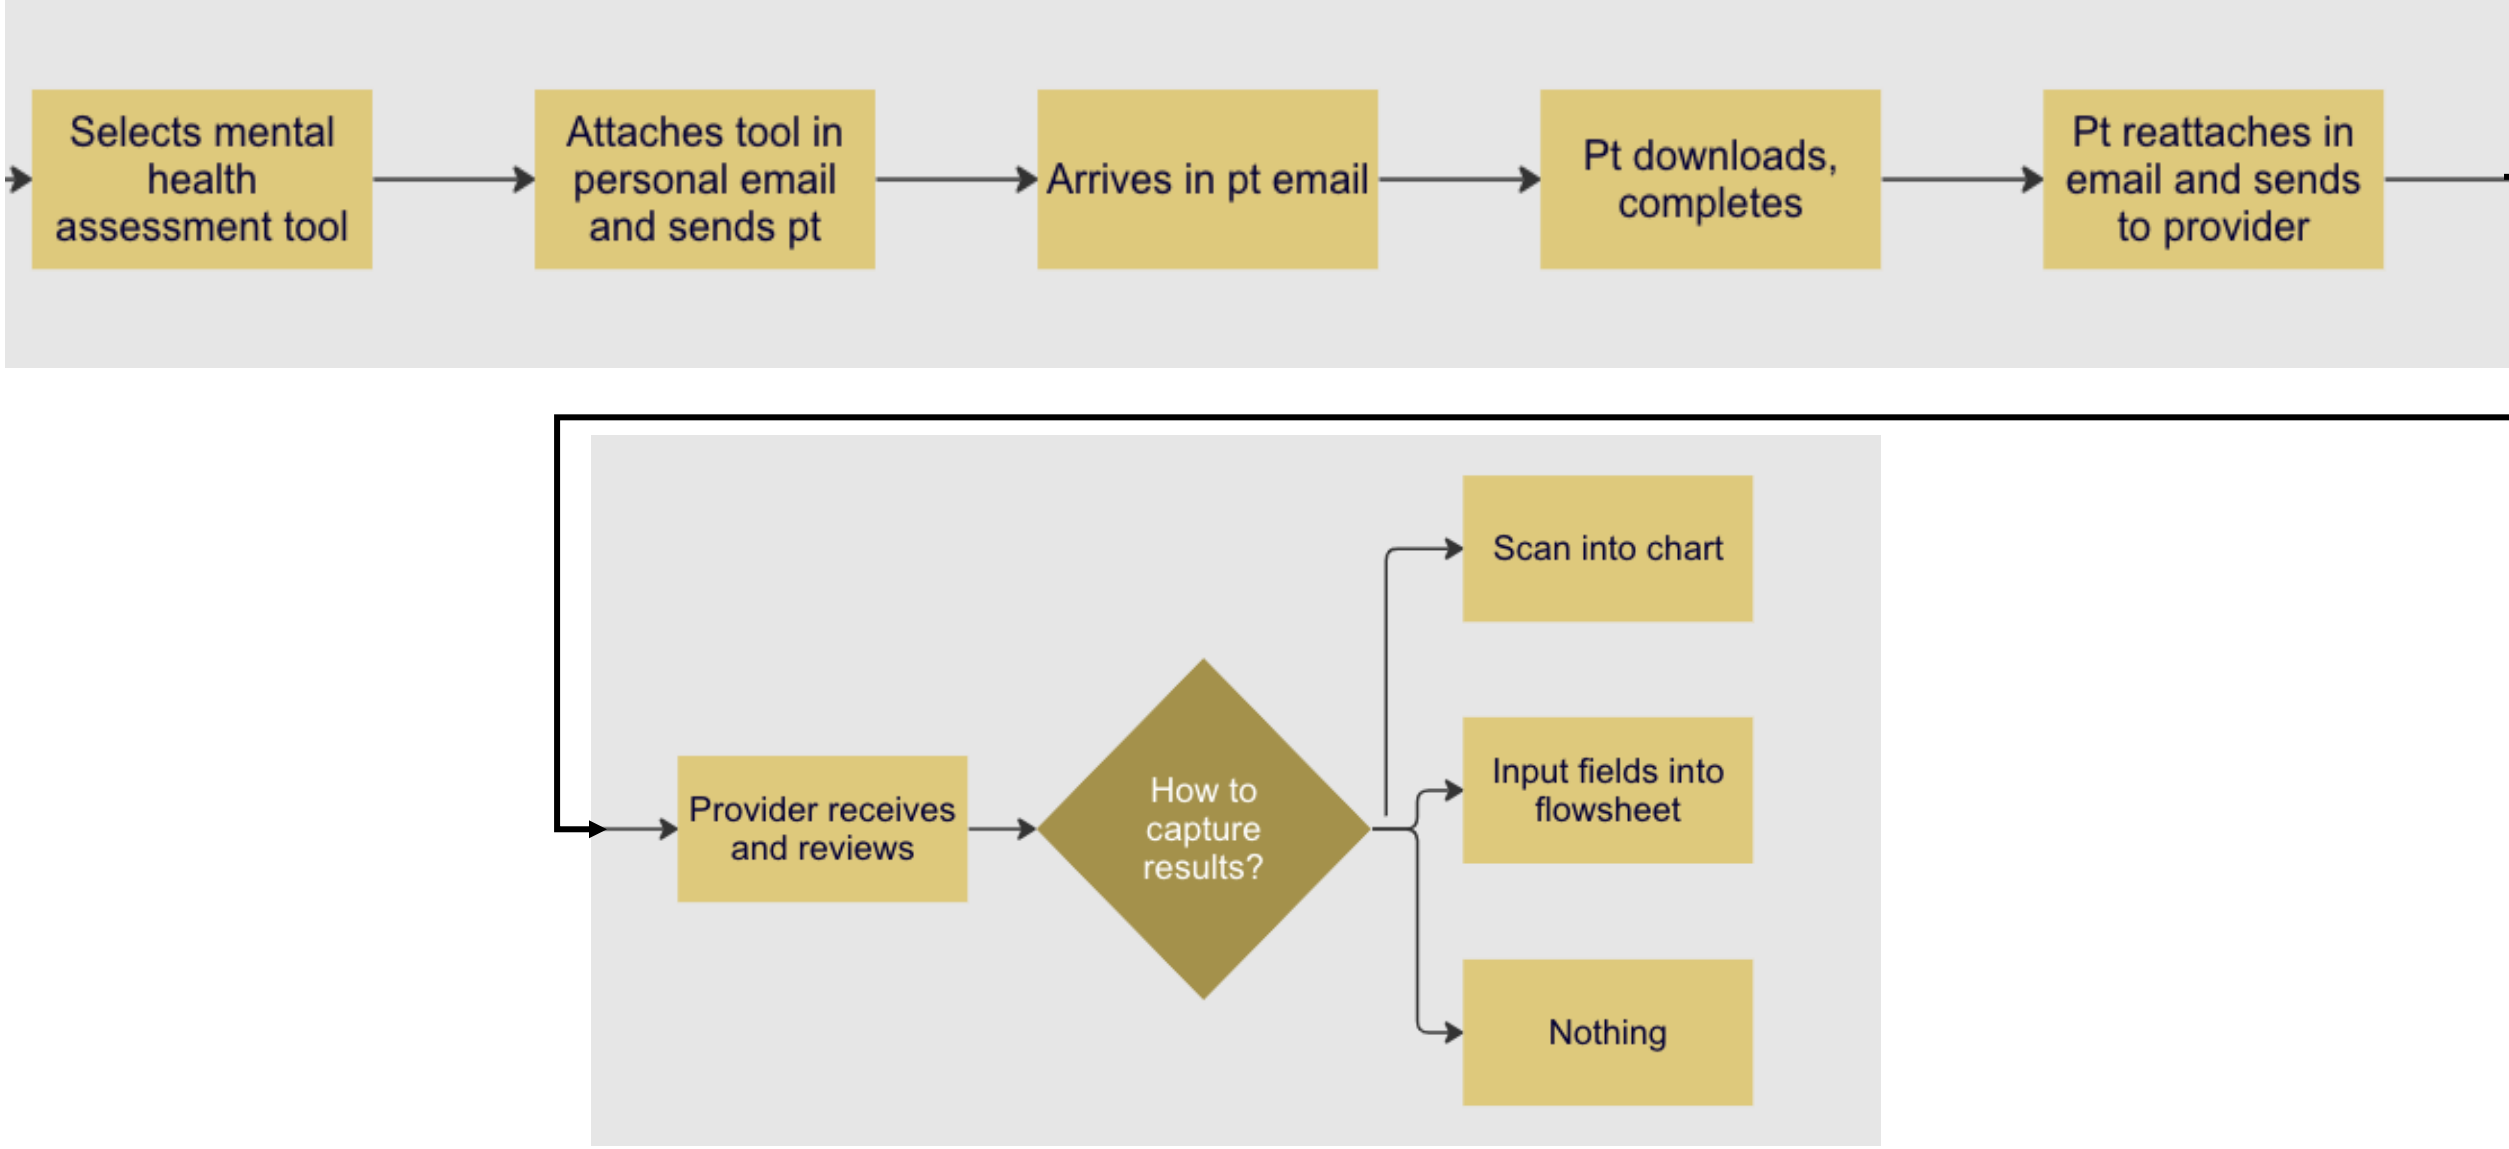 Selects mental
health
assessment tool
Attaches tool in
personal email
and sends pt
Arrives in pt email
Pt downloads,
completes
Pt reattaches in
email and sends
to provider
Provider receives
and reviews
How to
capture
results?
Scan into chart
Input fields into
flowsheet
Nothing